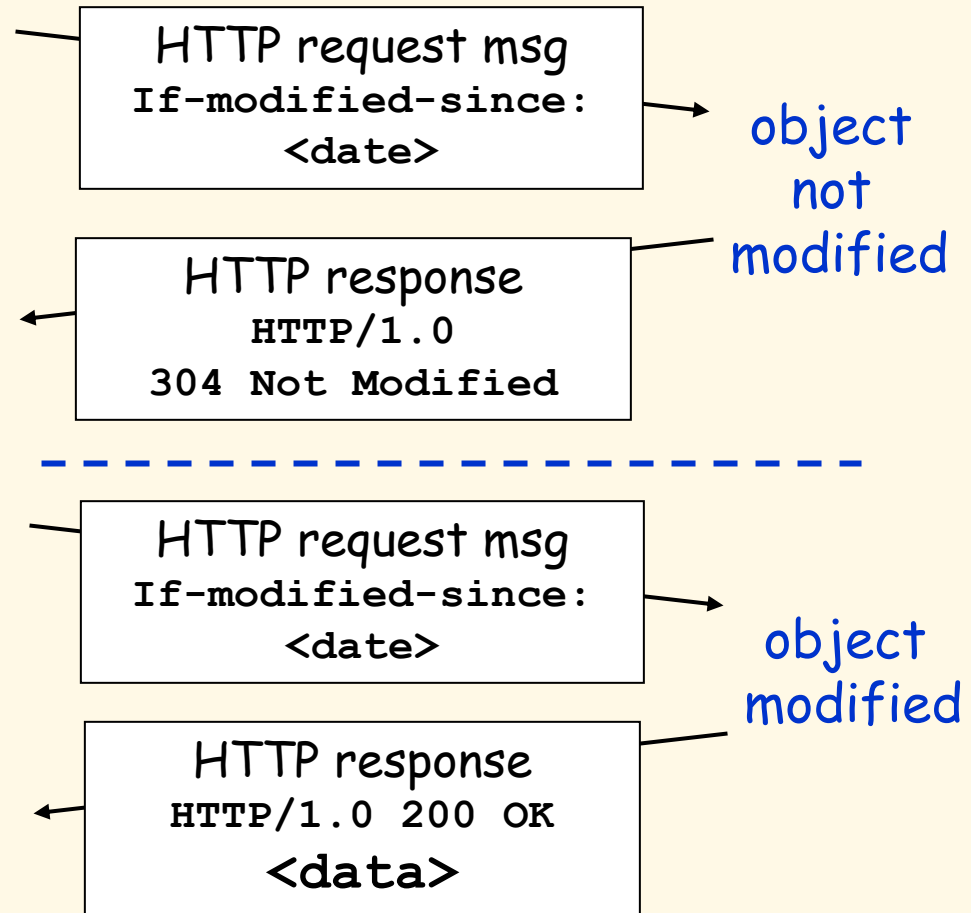 HTTP request msg
If-modified-since:
<date>
object
not
modified
HTTP response
HTTP/1.0
304 Not Modified
HTTP request msg
If-modified-since:
<date>
object
modified
HTTP response
HTTP/1.0 200 OK
<data>